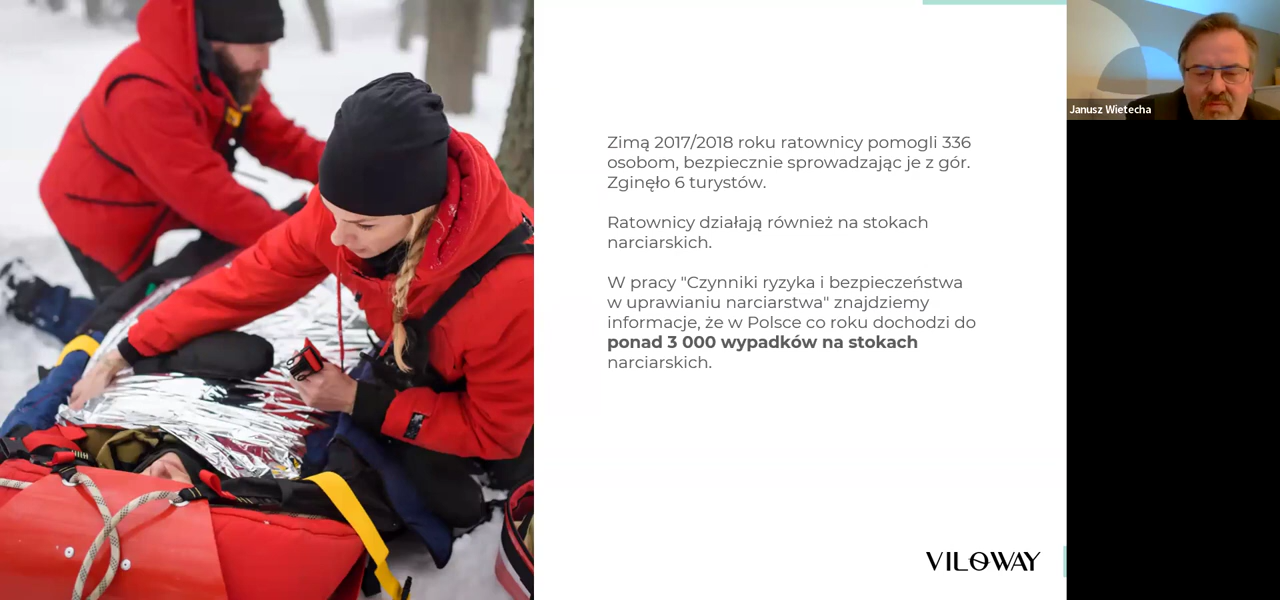 Zimą 2017/2018 roku ratownicy pomogli 336
osobom, bezpiecznie sprowadzając je z gór.
Zginęło 6 turystów.
Ratownicy działają również na stokach
narciarskich.
W pracy "Czynniki ryzyka i bezpieczeństwa
w uprawianiu narciarstwa" znajdziemy
informacje, że w Polsce co roku dochodzi do
ponad 3 000 wypadków na stokach
narciarskich.
VILOWAY
Janusz Wietecha